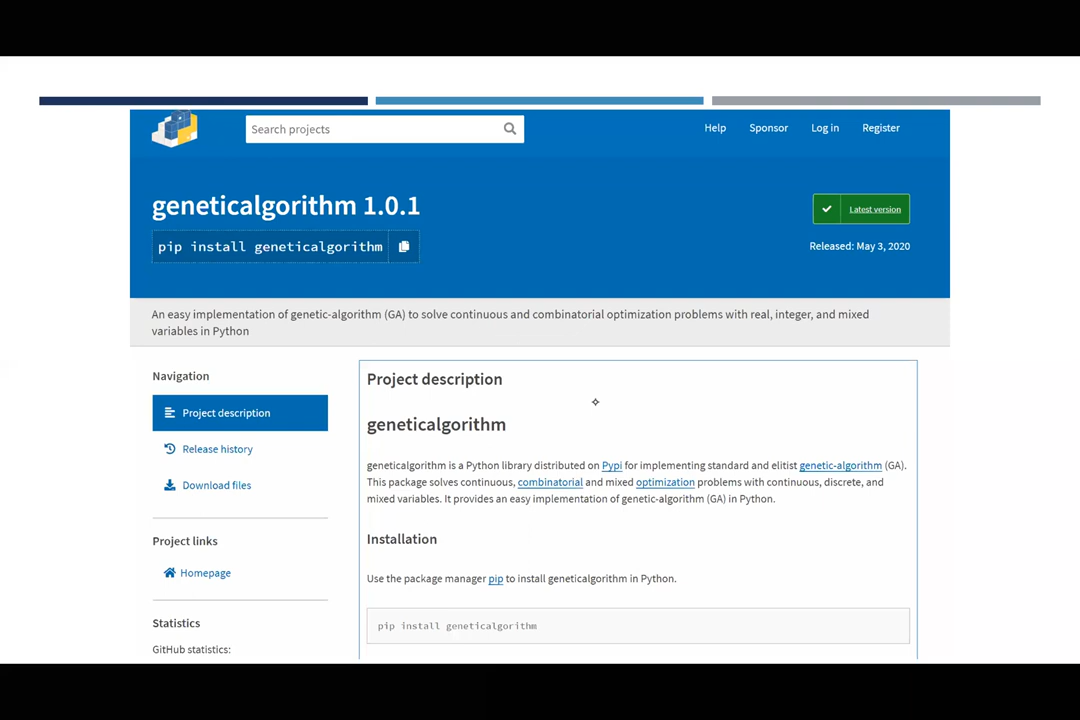 Search projects
Help
Sponsor
Log in
Register
geneticalgorithm 1.0.1
Latest version
pip install geneticalgorithm
Released: May 3, 2020
An easy implementation of genetic-algorithm (GA) to solve continuous and combinatorial optimization problems with real, integer, and mixed
variables in Python
Navigation
Project description
Release history
Download files
Project links
Homepage
Statistics
GitHub statistics:
Project description
geneticalgorithm
geneticalgorithm is a Python library distributed on Pypi for implementing standard and elitist genetic-algorithm (GA).
This package solves continuous, combinatorial and mixed optimization problems with continuous, discrete, and
mixed variables. It provides an easy implementation of genetic-algorithm (GA) in Python.
Installation
Use the package manager pip to install geneticalgorithm in Python.
pip install geneticalgorithm